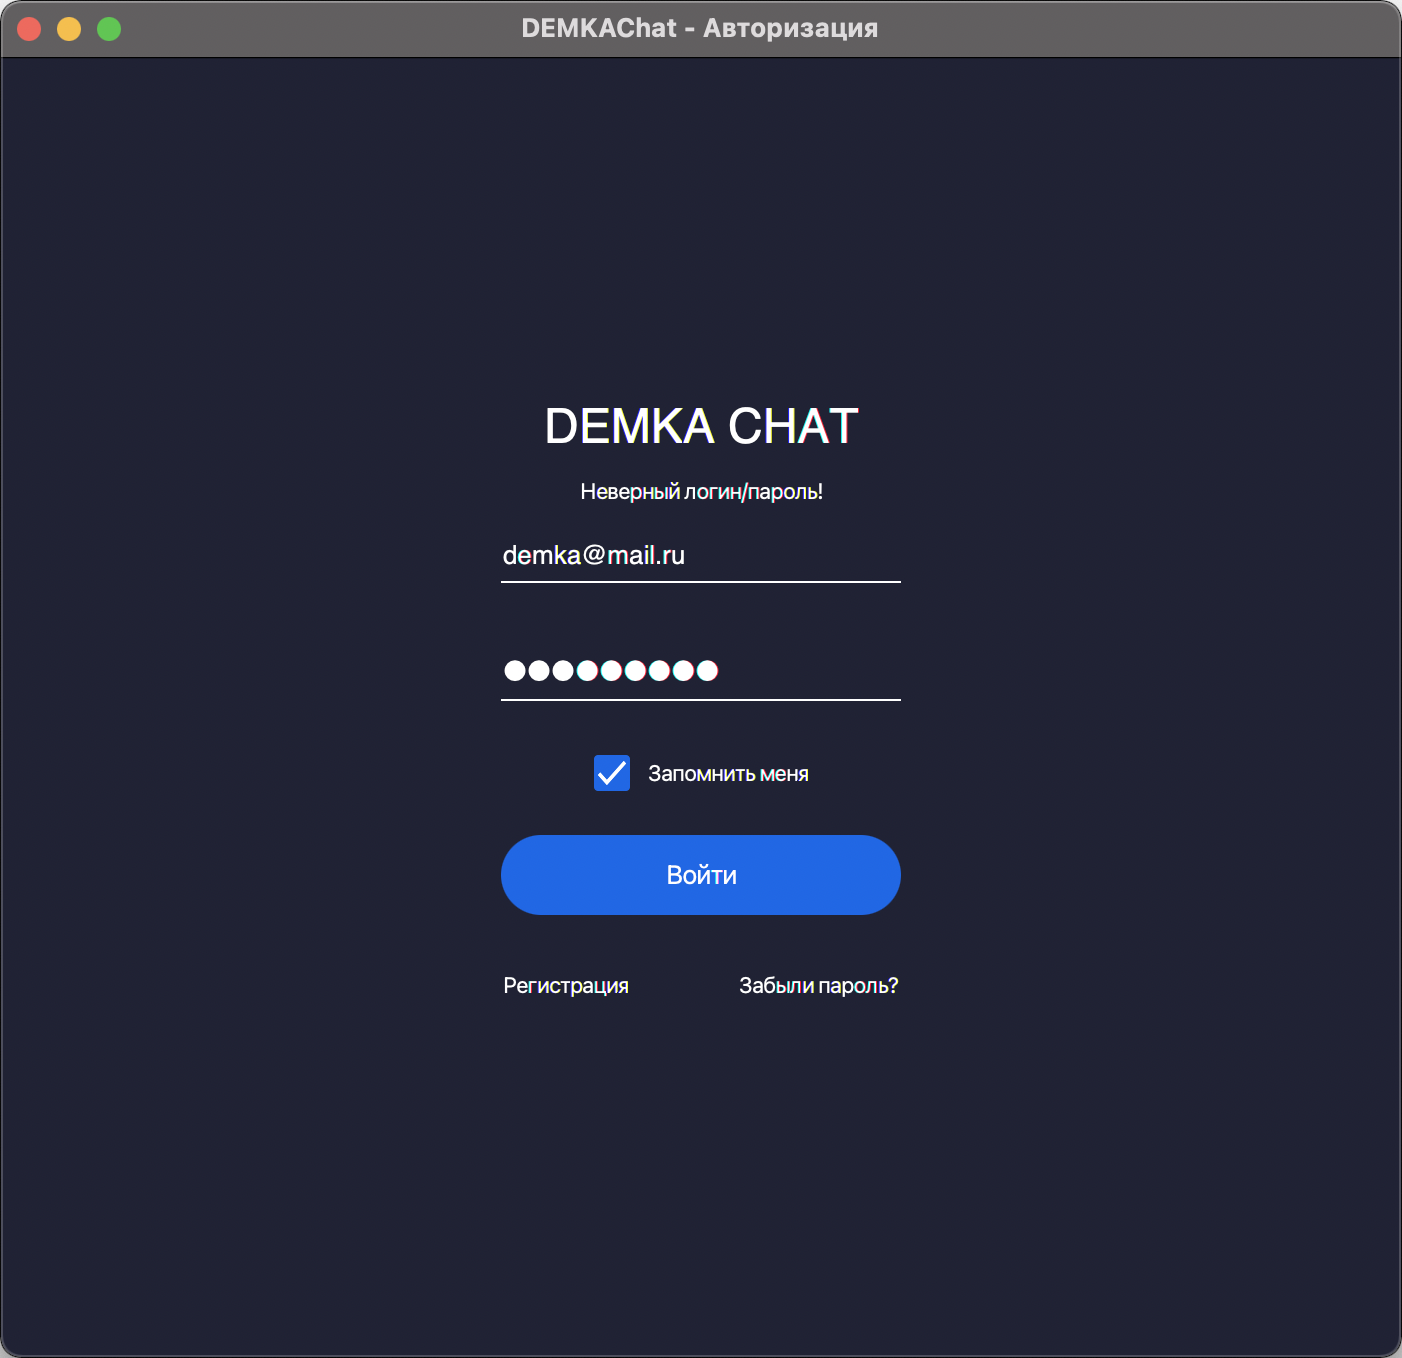 DEMKAChat - Авторизация
DEMKA CHAT
Неверный логин/пароль!
demka@mail.ru
●●●●●●●●●
Запомнить меня
Войти
Регистрация
Забыли пароль?